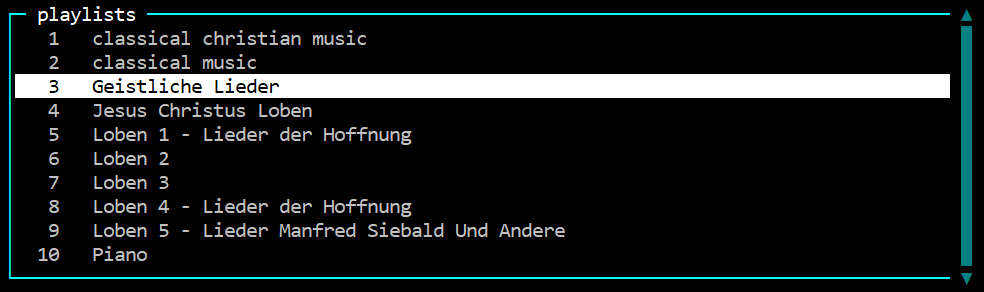 playlists
1 classical christian music
2 classical music
3 Geistliche Lieder
4 Jesus Christus Loben
5 Loben 1 - Lieder der Hoffnung
6 Loben 2
7 Loben 3
8 Loben 4 - Lieder der Hoffnung
9 Loben 5 - Lieder Manfred Siebald Und Andere
10 Piano